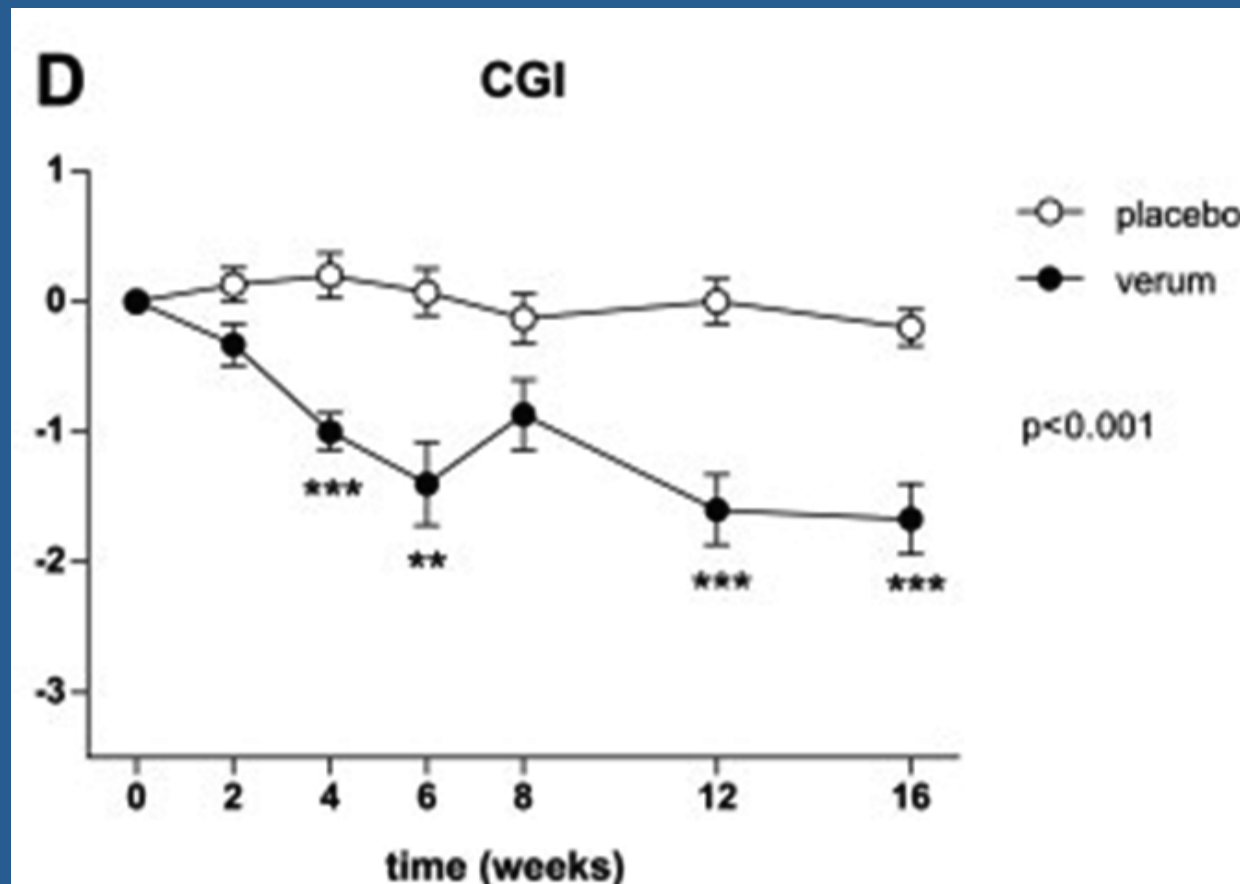 D
CGI
1
0
-1
-2
-3
placebo
verum
p<0.001
***
**
***
***
0 2 4 6 8 12 16
time (weeks)